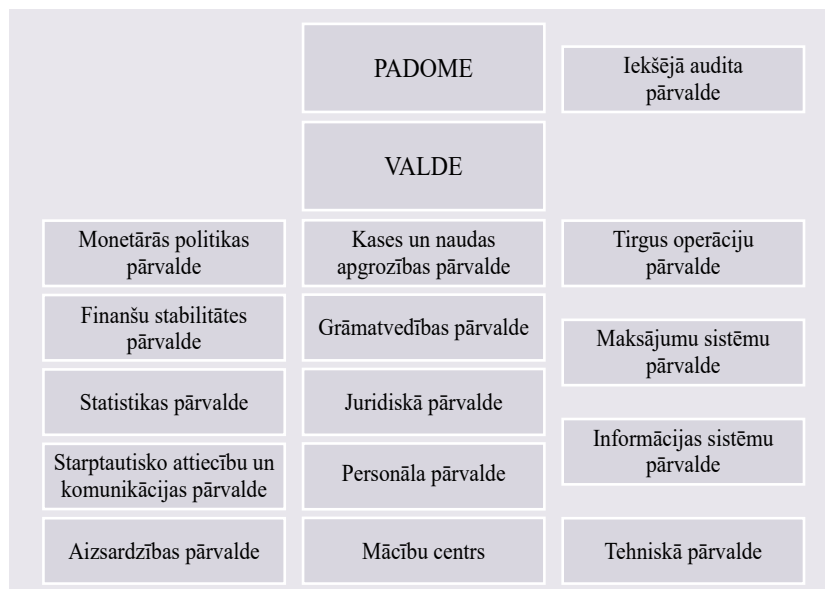 PADOME
Iekšējā audita
pārvalde
VALDE
Monetārās politikas
pārvalde
Kases un naudas
apgrozības pārvalde
Tirgus operāciju
pārvalde
Finanšu stabilitātes
pārvalde
Grāmatvedības pārvalde
Maksājumu sistēmu
pārvalde
Statistikas pārvalde
Juridiskā pārvalde
Informācijas sistēmu
pārvalde
Starptautisko attiecību un
komunikācijas pārvalde
Personāla pārvalde
Aizsardzības pārvalde
Mācību centrs
Tehniskā pārvalde